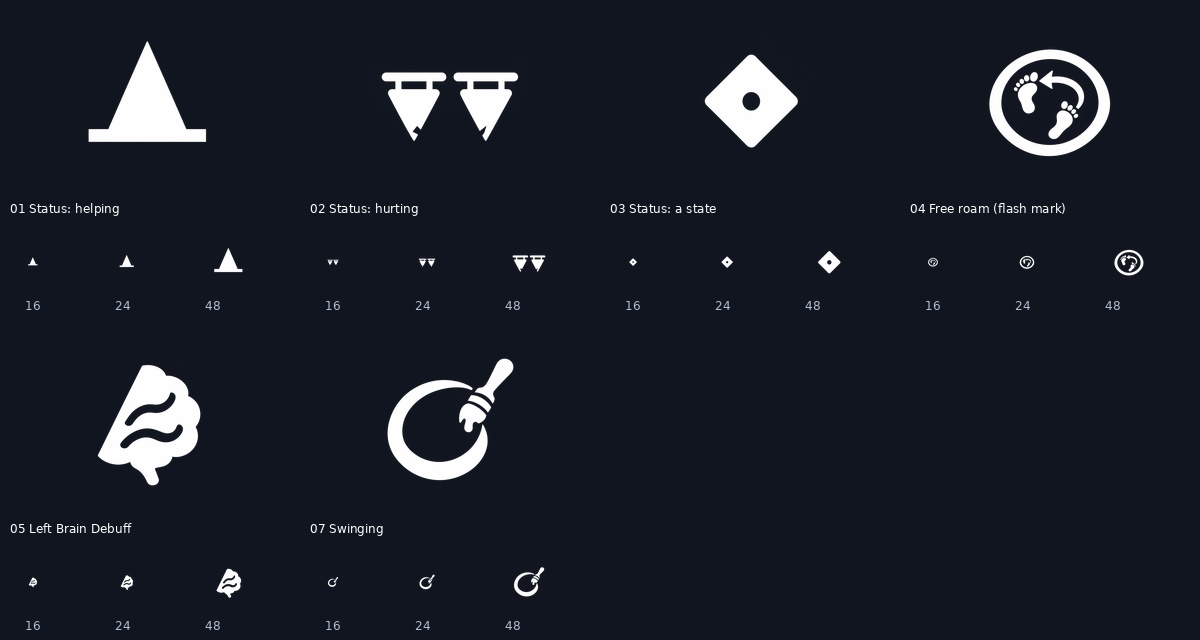 01 Status: helping
02 Status: hurting
03 Status: a state
04 Free roam (flash mark)
16 24 48
16 24 48
16 24 48
16 24 48
05 Left Brain Debuff
07 Swinging
16 24 48
16 24 48